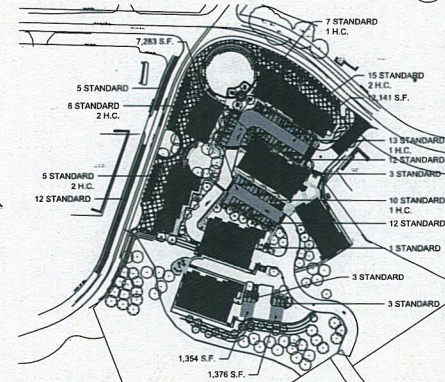 7 STANDARD
1 H.C.
7,283 S.F.
15 STANDARD
2 H.C.
12,141 S.F.
5 STANDARD
8 STANDARD
2 H.C.
13 STANDARD
1 H.C.
12 STANDARD
3 STANDARD
5 STANDARD
2 H.C.
12 STANDARD
10 STANDARD
1 H.C.
12 STANDARD
1 STANDARD
3 STANDARD
3 STANDARD
1,354 S.F.
1,376 S.F.